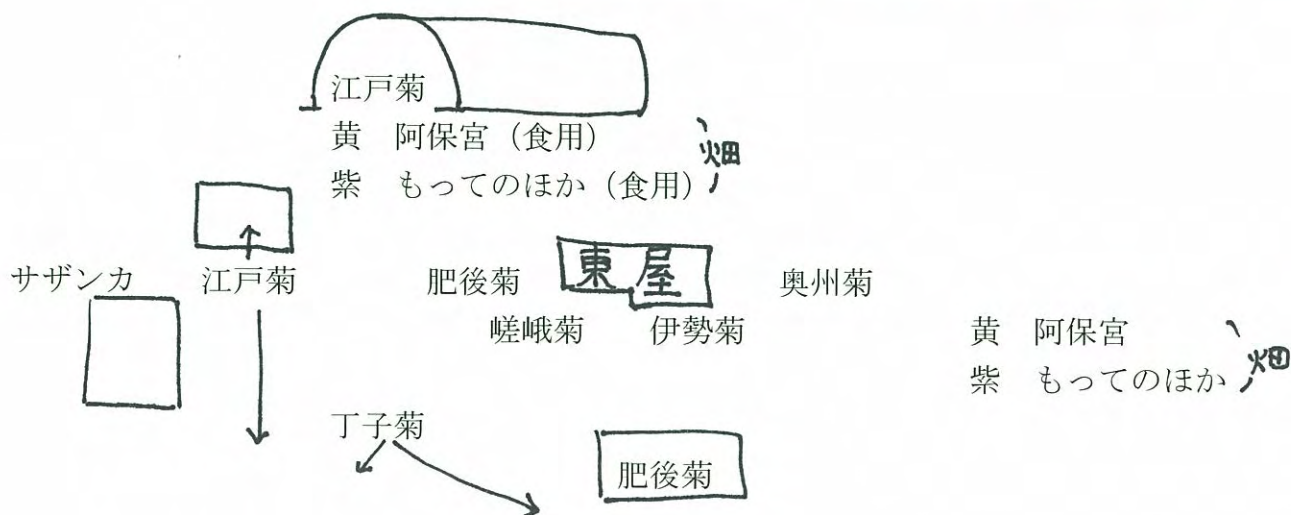 江戸菊
黄 阿保宮（食用）
紫 もってのほか（食用）
畑
サザンカ 江戸菊 肥後菊 東屋 奥州菊
嵯峨菊 伊勢菊
黄 阿保宮
紫 もってのほか
畑
丁子菊
肥後菊